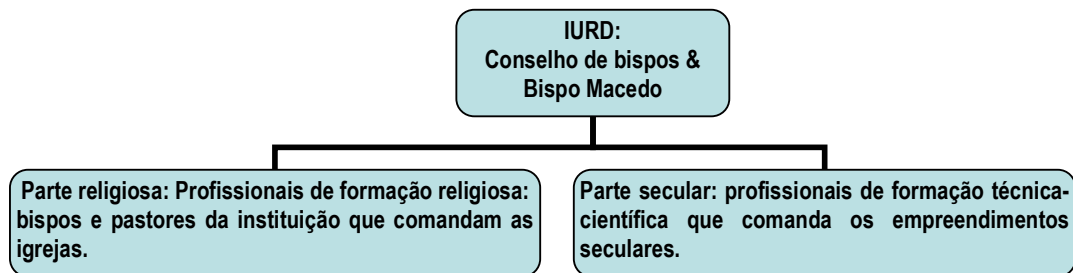 IURD:
Conselho de bispos &
Bispo Macedo
Parte religiosa: Profissionais de formação religiosa:
bispos e pastores da instituição que comandam as
igrejas.
Parte secular: profissionais de formação técnica-
científica que comanda os empreendimentos
seculares.